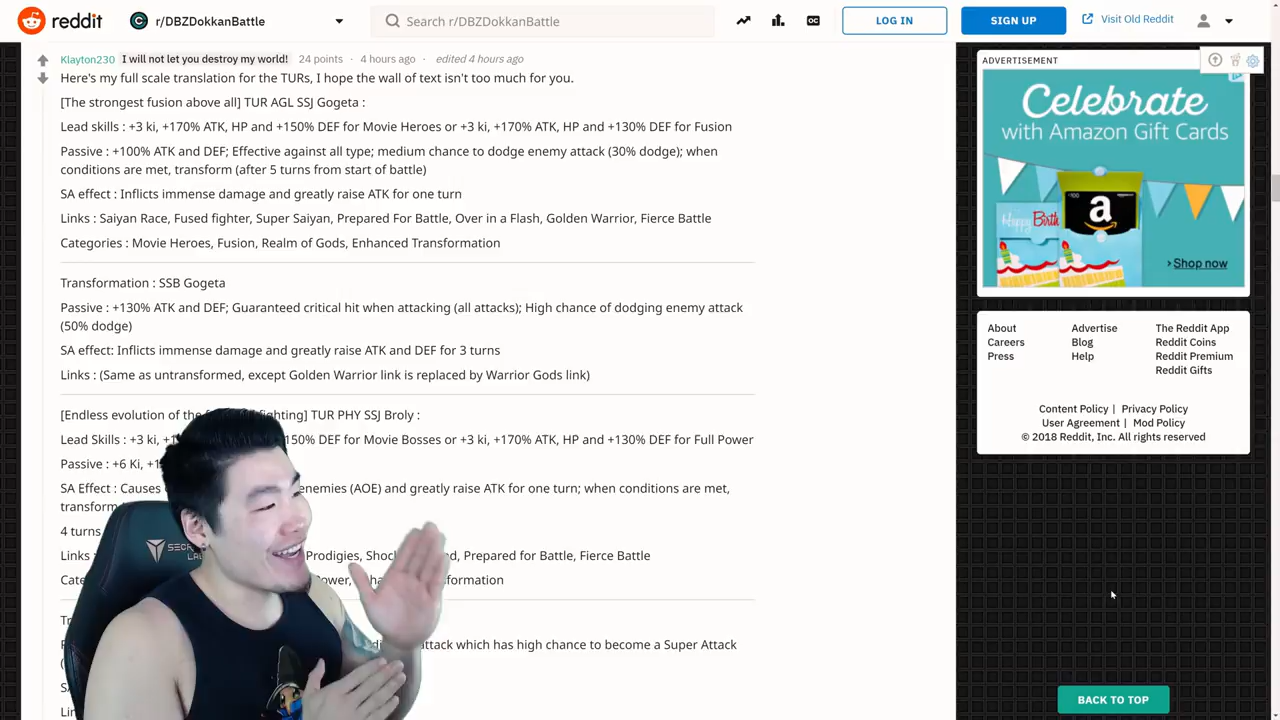 reddit
r/DBZDokkanBattle
Search r/DBZDokkanBattle
LOG IN
SIGN UP
Visit Old Reddit
Klayton230 I will not let you destroy my world! 24 points · 4 hours ago · edited 4 hours ago
Here's my full scale translation for the TURs, I hope the wall of text isn't too much for you.
[The strongest fusion above all] TUR AGL SSJ Gogeta :
Lead skills : +3 ki, +170% ATK, HP and +150% DEF for Movie Heroes or +3 ki, +170% ATK, HP and +130% DEF for Fusion
Passive : +100% ATK and DEF; Effective against all type; medium chance to dodge enemy attack (30% dodge); when
conditions are met, transform (after 5 turns from start of battle)
SA effect : Inflicts immense damage and greatly raise ATK for one turn
Links : Saiyan Race, Fused fighter, Super Saiyan, Prepared For Battle, Over in a Flash, Golden Warrior, Fierce Battle
Categories : Movie Heroes, Fusion, Realm of Gods, Enhanced Transformation
Transformation : SSB Gogeta
Passive : +130% ATK and DEF; Guaranteed critical hit when attacking (all attacks); High chance of dodging enemy attack
(50% dodge)
SA effect: Inflicts immense damage and greatly raise ATK and DEF for 3 turns
Links : (Same as untransformed, except Golden Warrior link is replaced by Warrior Gods link)
[Endless evolution of the fighting] TUR PHY SSJ Broly :
Lead Skills : +3 ki, 150% DEF for Movie Bosses or +3 ki, +170% ATK, HP and +130% DEF for Full Power
Passive : +6 Ki,
SA Effect : Causes enemies (AOE) and greatly raise ATK for one turn; when conditions are met,
4 turns
Links Prodigies, Prepared for Battle, Fierce Battle
attack which has high chance to become a Super Attack
ADVERTISEMENT
Celebrate
with Amazon Gift Cards
Happy
a
Shop now
About
Advertise
The Reddit App
Careers
Blog
Reddit Coins
Press
Help
Reddit Premium
Reddit Gifts
Content Policy | Privacy Policy
User Agreement | Mod Policy
© 2018 Reddit, Inc. All rights reserved
BACK TO TOP